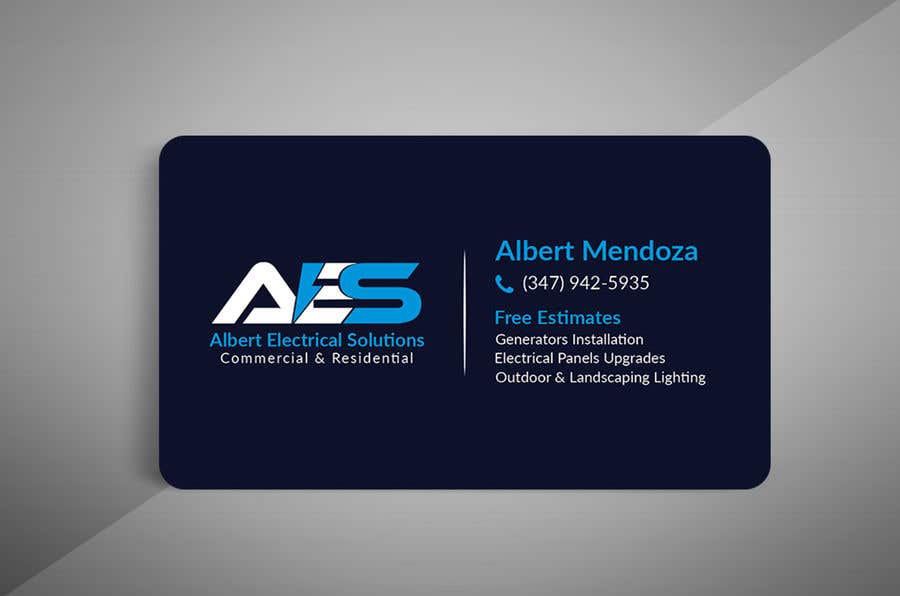 AES
Albert Electrical Solutions
Commercial & Residential
Albert Mendoza
(347) 942-5935
Free Estimates
Generators Installation
Electrical Panels Upgrades
Outdoor & Landscaping Lighting